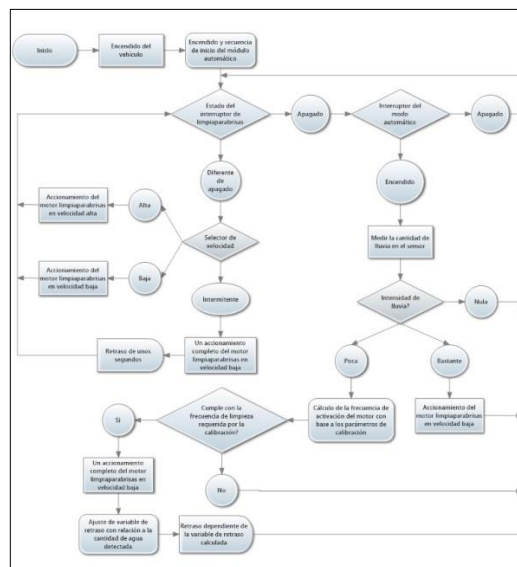 Inicio
Encendido del
vehículo
Encendido y secuencia
de inicio del módulo
automático
Estado del
interruptor de
limpiaparabrisas
Apagado
Interruptor del
modo
automático
Apagado
Diferente
de
apagado
Encendido
Accionamiento del
motor limpiaparabrisas
en velocidad alta
Alta
Selector de
velocidad
Medir la cantidad de
lluvia en el sensor
Accionamiento del
motor limpiaparabrisas
en velocidad baja
Baja
Intermitente
Intensidad de
lluvia?
Nula
Retraso de unos
segundos
Un accionamiento
completo del motor
limpiaparabrisas en
velocidad baja
Poca
Bastante
Si
Cumple con la
frecuencia de limpieza
requerida por la
calibración?
Cálculo de la frecuencia de
activación del motor con
base a los parámetros de
calibración
Accionamiento del
motor limpiaparabrisas
en velocidad baja
Un accionamiento
completo del motor
limpiaparabrisas en
velocidad baja
No
Ajuste de variable de
retraso con relación a la
cantidad de agua
detectada
Retraso dependiente de
la variable de retraso
calculada